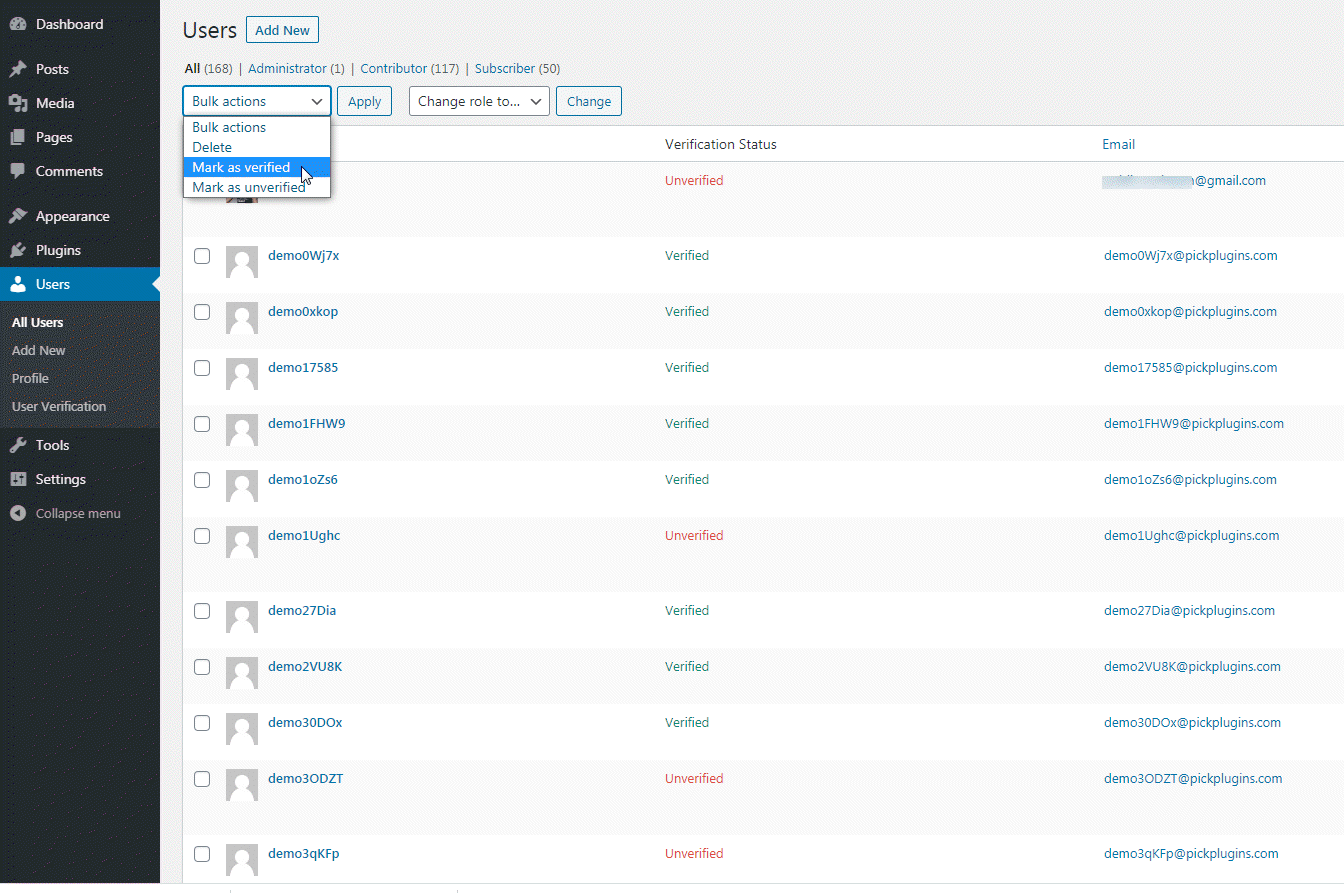 Dashboard
Posts
Media
Pages
Comments
Appearance
Plugins
Users
All Users
Add New
Profile
User Verification
Tools
Settings
Collapse menu
Users Add New
All (168) | Administrator (1) | Contributor (117) | Subscriber (50)
Bulk actions Apply Change role to... Change
Bulk actions
Delete
Mark as verified
Mark as unverified
Verification Status Email
Unverified @gmail.com
demo0Wj7x Verified demo0Wj7x@pickplugins.com
demo0xkop Verified demo0xkop@pickplugins.com
demo17585 Verified demo17585@pickplugins.com
demo1FHW9 Verified demo1FHW9@pickplugins.com
demo1oZs6 Verified demo1oZs6@pickplugins.com
demo1Ughc Unverified demo1Ughc@pickplugins.com
demo27Dia Verified demo27Dia@pickplugins.com
demo2VU8K Verified demo2VU8K@pickplugins.com
demo30DOx Verified demo30DOx@pickplugins.com
demo3ODZT Unverified demo3ODZT@pickplugins.com
demo3qKFp Unverified demo3qKFp@pickplugins.com